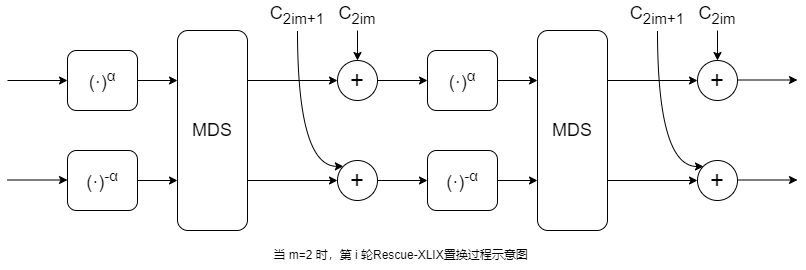 C2im+1 C2im C2im+1 C2im
(·)α MDS + (·)α MDS +
(·)-α + (·)-α +
当 m=2 时，第 i 轮Rescue-XLIX置换过程示意图